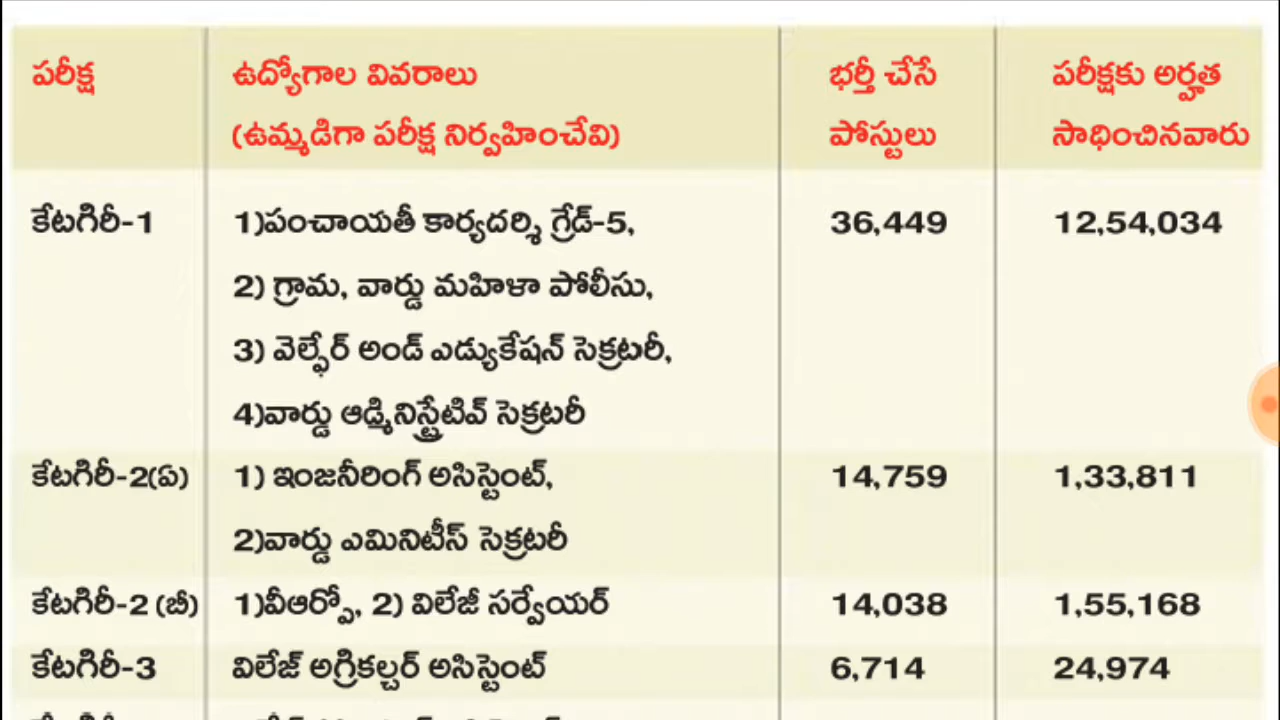 పరీక్ష ఉద్యోగాల వివరాలు భర్తీ చేసే పరీక్షకు అర్హత
(ఉమ్మడిగా పరీక్ష నిర్వహించేవి) పోస్టులు సాధించినవారు
కేటగిరీ-1 1)పంచాయతీ కార్యదర్శి గ్రేడ్-5, 36,449 12,54,034
2) గ్రామ, వార్డు మహిళా పోలీసు,
3) వెల్ఫేర్ అండ్ ఎడ్యుకేషన్ సెక్రటరీ,
4)వార్డు ఆడ్మినిస్ట్రేటివ్ సెక్రటరీ
కేటగిరీ-2(ఏ) 1) ఇంజనీరింగ్ అసిస్టెంట్, 14,759 1,33,811
2)వార్డు ఎమినిటీస్ సెక్రటరీ
కేటగిరీ-2 (బీ) 1)వీఆర్వో, 2) విలేజీ సర్వేయర్ 14,038 1,55,168
కేటగిరీ-3 విలేజ్ అగ్రికల్చర్ అసిస్టెంట్ 6,714 24,974